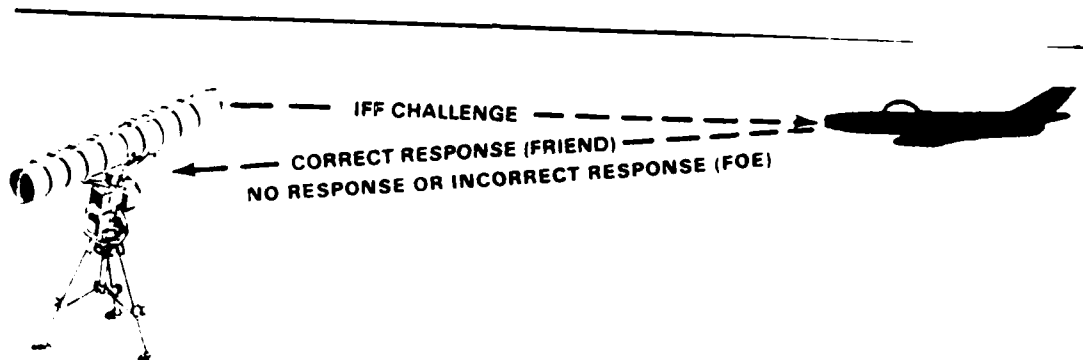 IFF CHALLENGE
CORRECT RESPONSE (FRIEND)
NO RESPONSE OR INCORRECT RESPONSE (FOE)